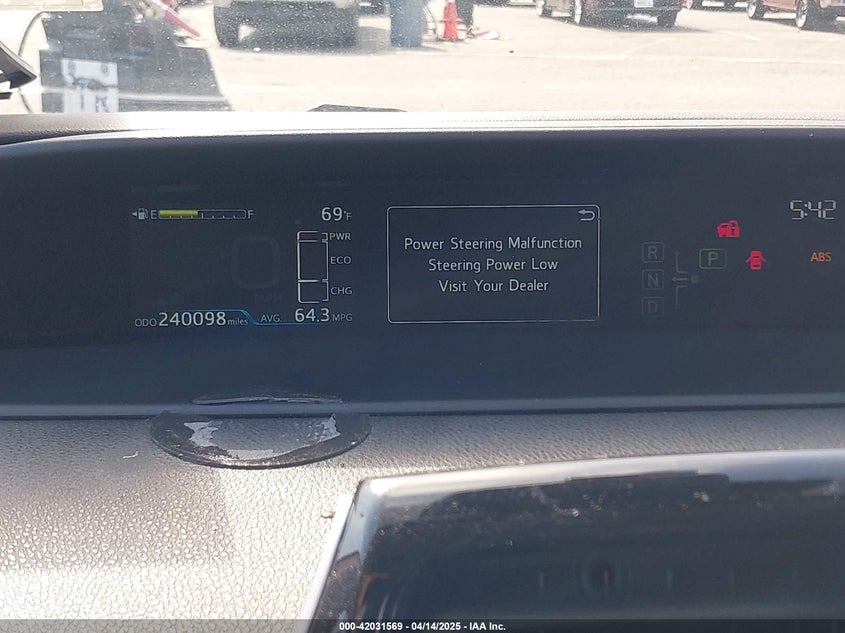 E F
69°F
PWR
ECO
CHG
ODO 240098 miles AVG. 64.3 MPG
Power Steering Malfunction
Steering Power Low
Visit Your Dealer
R
N
D
P
5:42
ABS
000-42031569 - 04/14/2025 - IAA Inc.